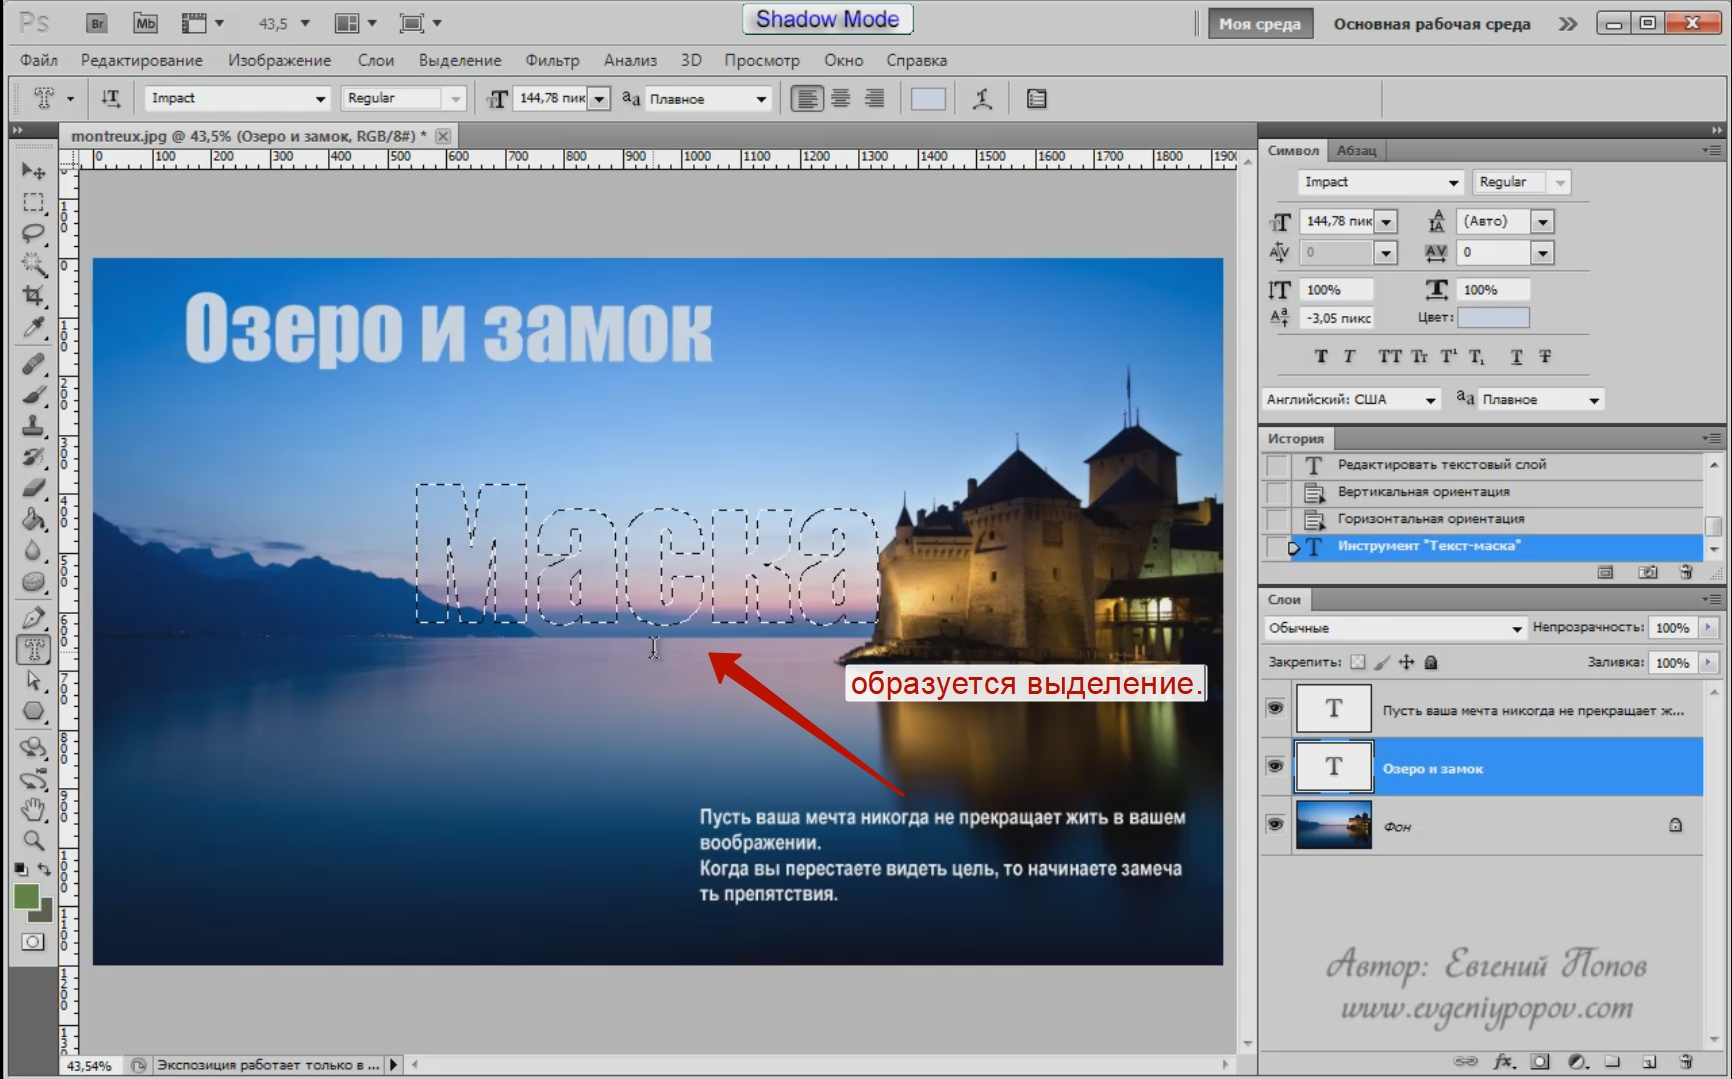 Ps
Br
Mb
43,5
Shadow Mode
Моя среда
Основная рабочая среда
Файл Редактирование Изображение Слои Выделение Фильтр Анализ 3D Просмотр Окно Справка
Impact
Regular
144,78 пик
Плавное
montreux.jpg @ 43,5% (Озеро и замок, RGB/8#) *
0 100 200 300 400 500 600 700 800 900 1000 1100 1200 1300 1400 1500 1600 1700 1800 1900
Озеро и замок
Маска
образуется выделение.
Пусть ваша мечта никогда не прекращает жить в вашем
воображении.
Когда вы перестаете видеть цель, то начинаете замеча
ть препятствия.
43,54%
Экспозиция работает только в ...
Символ Абзац
Impact
Regular
144,78 пик
(Авто)
0
0
100%
100%
-3,05 пикс
Цвет:
Английский: США
Плавное
История
Редактировать текстовый слой
Вертикальная ориентация
Горизонтальная ориентация
Инструмент "Текст-маска"
Слои
Обычные
Непрозрачность: 100%
Закрепить:
Заливка: 100%
Пусть ваша мечта никогда не прекращает ж...
Озеро и замок
Фон
Автор: Евгений Попов
www.evgeniypopov.com